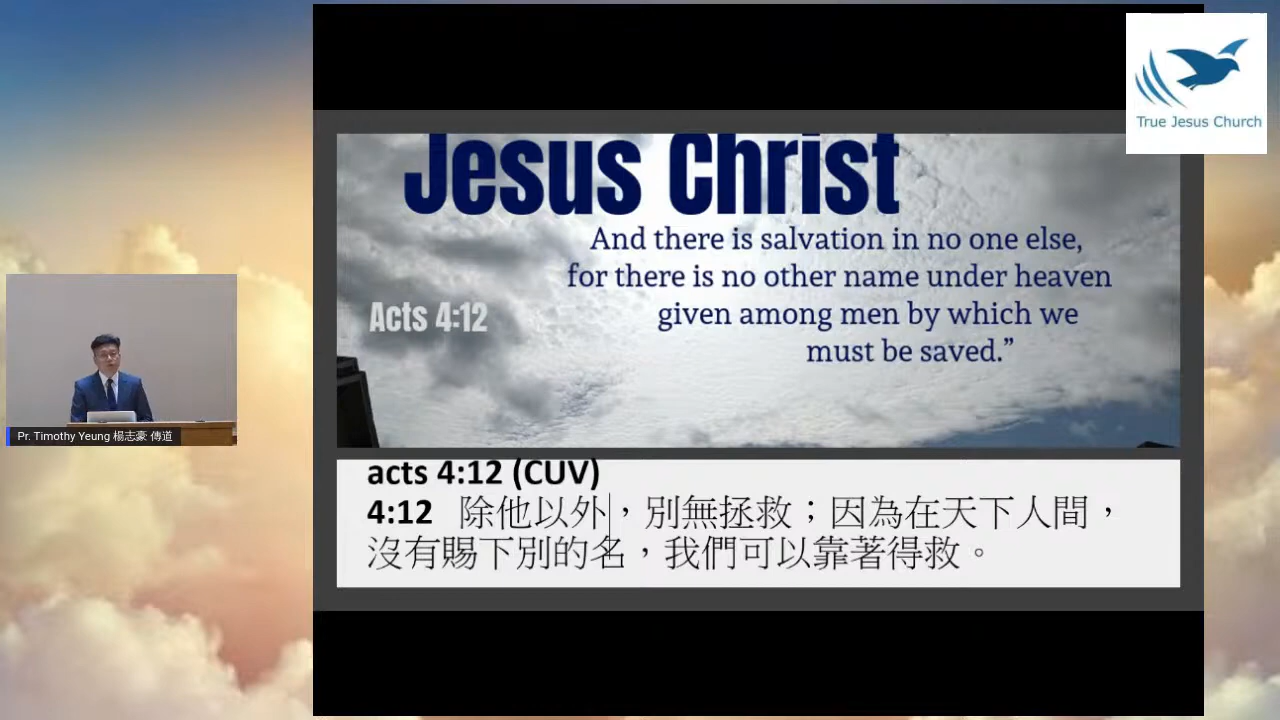 True Jesus Church
Jesus Christ
And there is salvation in no one else,
for there is no other name under heaven
given among men by which we
must be saved.”
Acts 4:12
Pr. Timothy Yeung 楊志豪 傳道
acts 4:12 (CUV)
4:12 除他以外，別無拯救；因為在天下人間，
沒有賜下別的名，我們可以靠著得救。